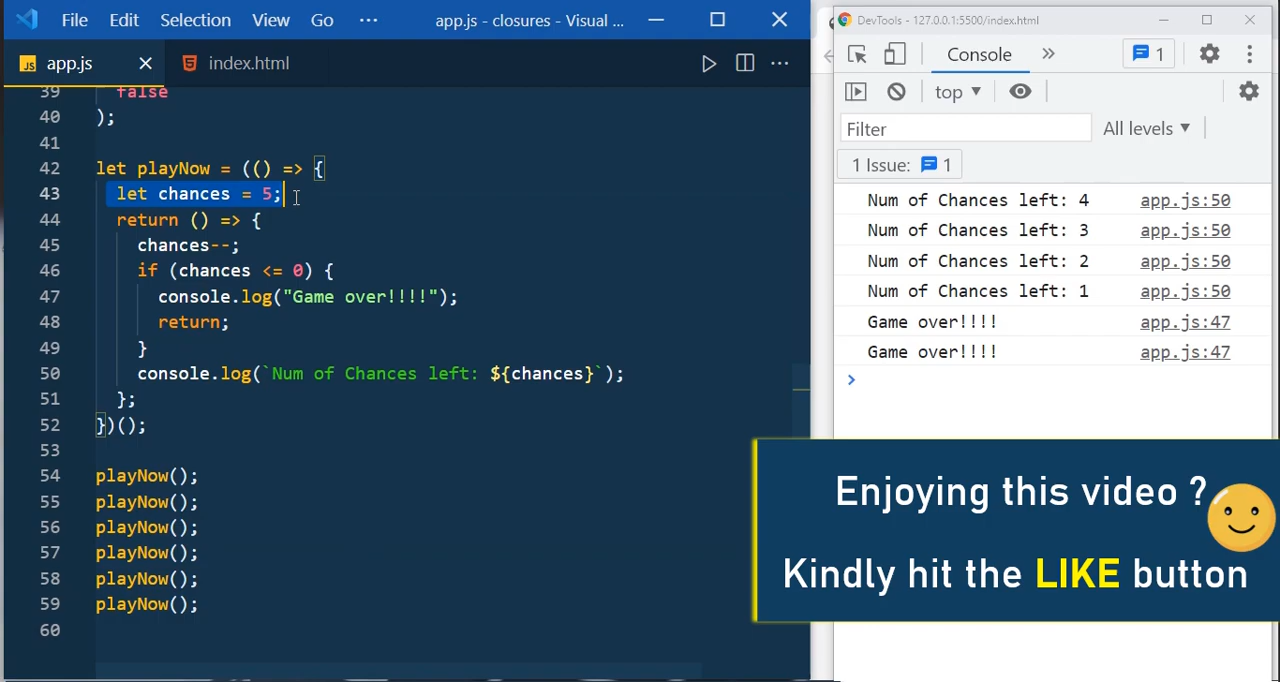 File Edit Selection View Go ··· app.js - closures - Visual ...
JS app.js index.html
39 false
40 );
41
42 let playNow = (() => {
43 let chances = 5;
44 return () => {
45 chances--;
46 if (chances <= 0) {
47 console.log("Game over!!!!");
48 return;
49 }
50 console.log(`Num of Chances left: ${chances}`);
51 };
52 })();
53
54 playNow();
55 playNow();
56 playNow();
57 playNow();
58 playNow();
59 playNow();
60
DevTools - 127.0.0.1:5500/index.html
Console » 1
top
Filter All levels
1 Issue: 1
Num of Chances left: 4 app.js:50
Num of Chances left: 3 app.js:50
Num of Chances left: 2 app.js:50
Num of Chances left: 1 app.js:50
Game over!!!! app.js:47
Game over!!!! app.js:47
›
Enjoying this video ?
Kindly hit the LIKE button